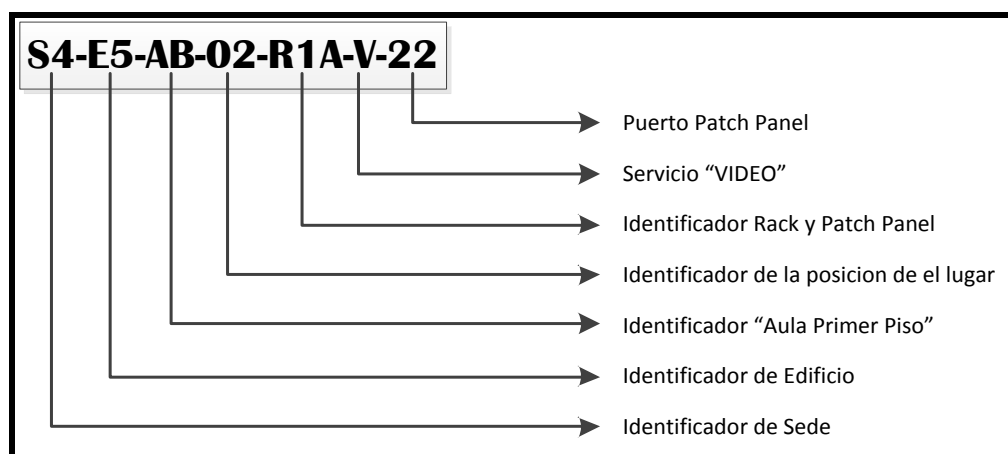 S4-E5-AB-02-R1A-V-22
Puerto Patch Panel
Servicio “VIDEO”
Identificador Rack y Patch Panel
Identificador de la posicion de el lugar
Identificador “Aula Primer Piso”
Identificador de Edificio
Identificador de Sede